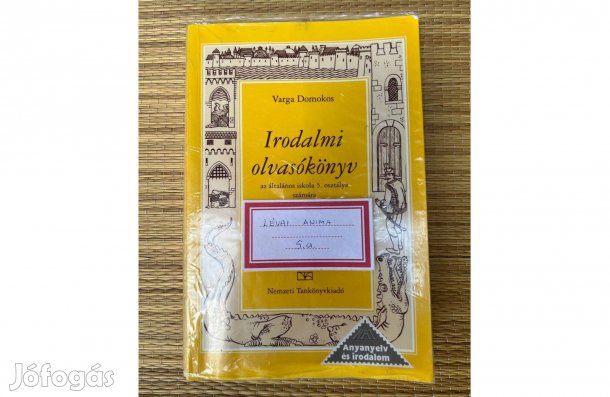 Varga Domokos
Irodalmi
olvasókönyv
az általános iskola 5. osztálya
számára
LÉVAI ANIMA
5.a
Nemzeti Tankönyvkiadó
Anyanyelv
és irodalom
Jófogás